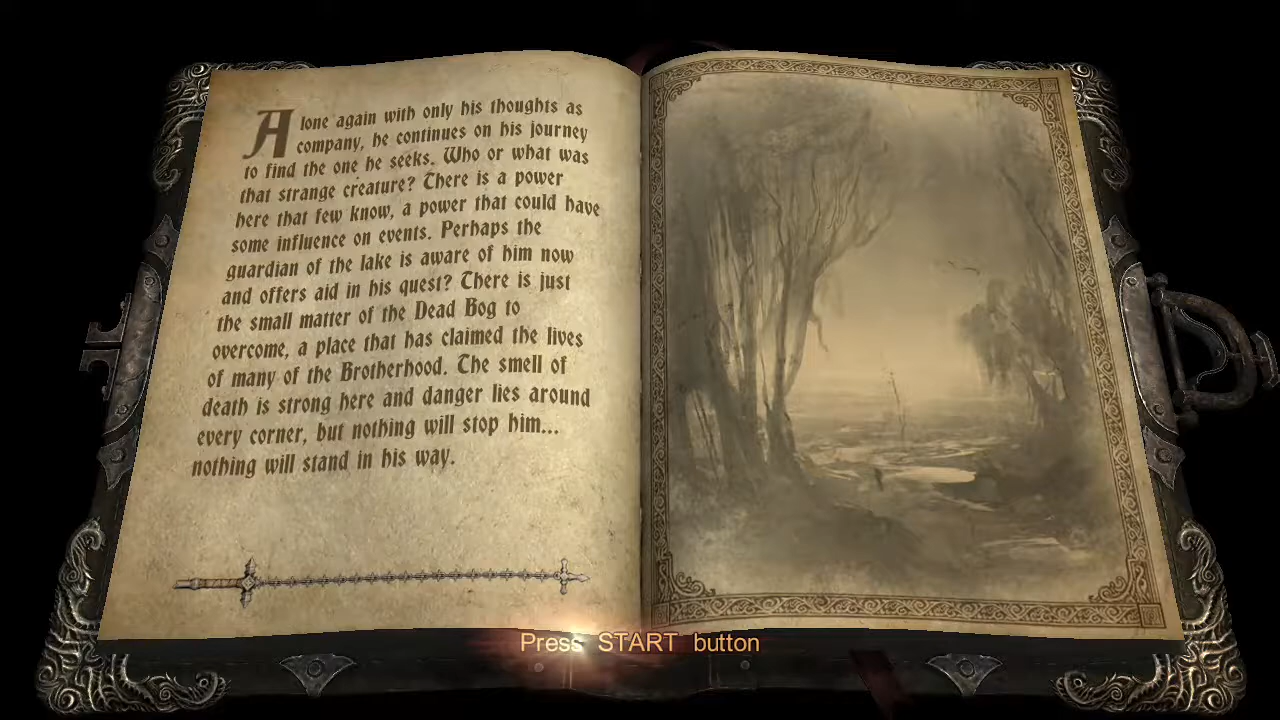 Alone again with only his thoughts as
company, he continues on his journey
to find the one he seeks. Who or what was
that strange creature? There is a power
here that few know, a power that could have
some influence on events. Perhaps the
guardian of the lake is aware of him now
and offers aid in his quest? There is just
the small matter of the Dead Bog to
overcome, a place that has claimed the lives
of many of the Brotherhood. The smell of
death is strong here and danger lies around
every corner, but nothing will stop him...
nothing will stand in his way.
Press START button